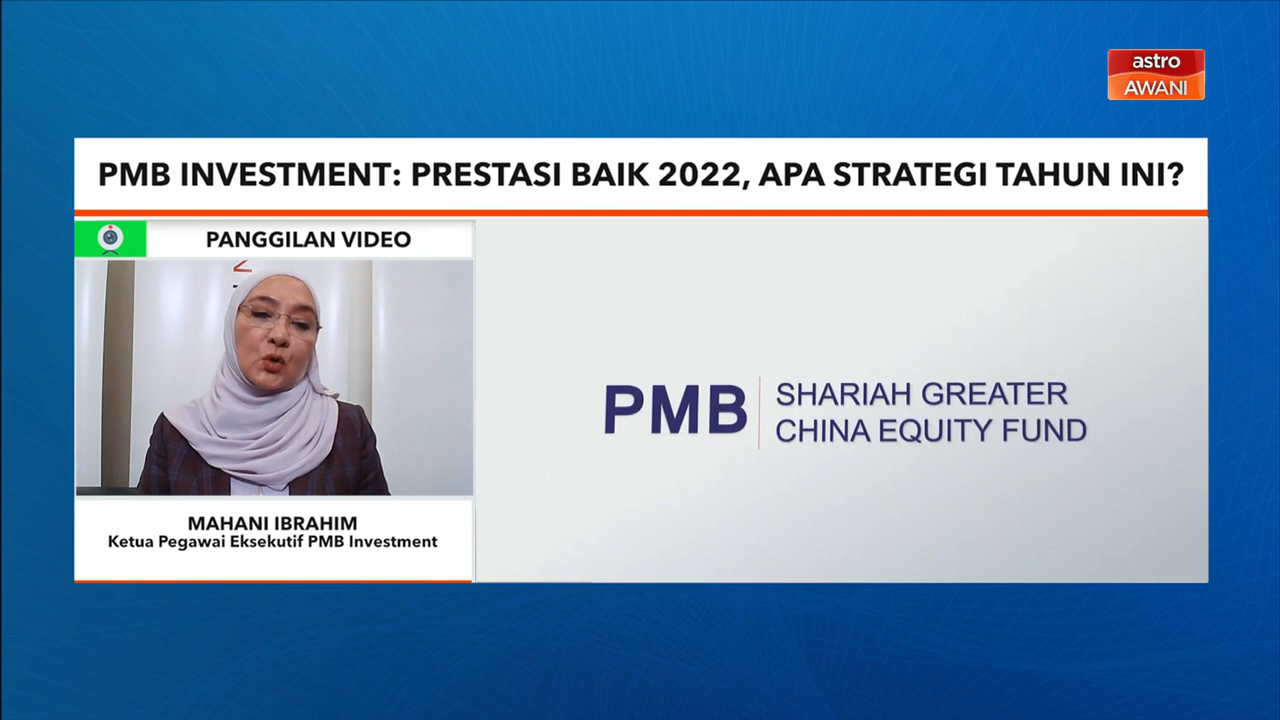 astro
AWANI
PMB INVESTMENT: PRESTASI BAIK 2022, APA STRATEGI TAHUN INI?
PANGGILAN VIDEO
MAHANI IBRAHIM
Ketua Pegawai Eksekutif PMB Investment
PMB
SHARIAH GREATER
CHINA EQUITY FUND